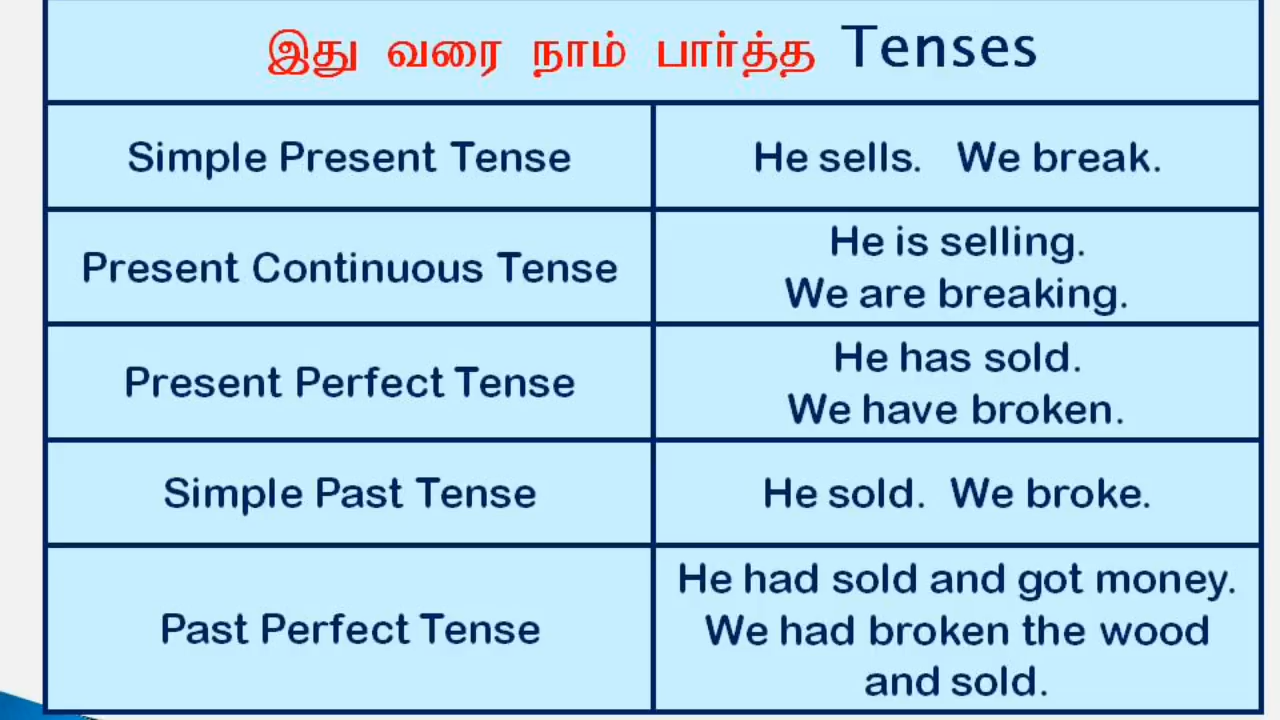 இது வரை நாம் பார்த்த Tenses
Simple Present Tense
He sells. We break.
Present Continuous Tense
He is selling.
We are breaking.
Present Perfect Tense
He has sold.
We have broken.
Simple Past Tense
He sold. We broke.
Past Perfect Tense
He had sold and got money.
We had broken the wood
and sold.